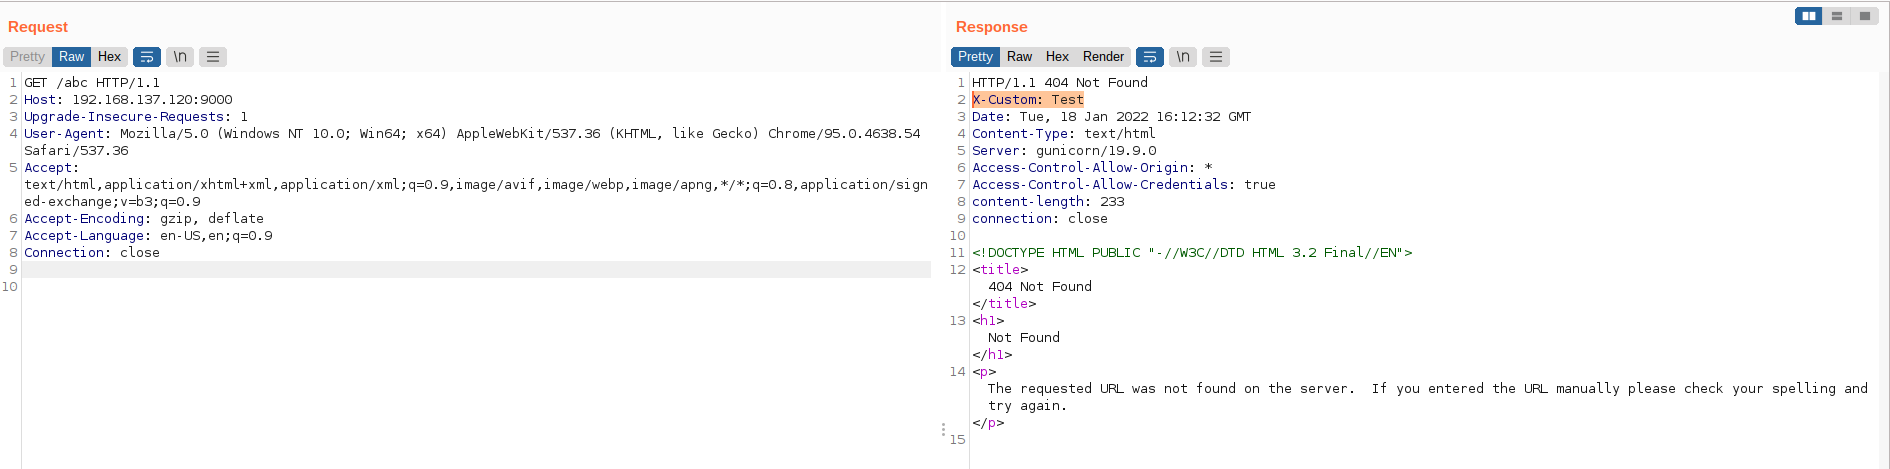 Request
Pretty Raw Hex \n
1 GET /abc HTTP/1.1
2 Host: 192.168.137.120:9000
3 Upgrade-Insecure-Requests: 1
4 User-Agent: Mozilla/5.0 (Windows NT 10.0; Win64; x64) AppleWebKit/537.36 (KHTML, like Gecko) Chrome/95.0.4638.54
Safari/537.36
5 Accept:
text/html,application/xhtml+xml,application/xml;q=0.9,image/avif,image/webp,image/apng,*/*;q=0.8,application/sign
ed-exchange;v=b3;q=0.9
6 Accept-Encoding: gzip, deflate
7 Accept-Language: en-US,en;q=0.9
8 Connection: close
9
10
Response
Pretty Raw Hex Render \n
1 HTTP/1.1 404 Not Found
2 X-Custom: Test
3 Date: Tue, 18 Jan 2022 16:12:32 GMT
4 Content-Type: text/html
5 Server: gunicorn/19.9.0
6 Access-Control-Allow-Origin: *
7 Access-Control-Allow-Credentials: true
8 content-length: 233
9 connection: close
10
11 <!DOCTYPE HTML PUBLIC "-//W3C//DTD HTML 3.2 Final//EN">
12 <title>
404 Not Found
</title>
13 <h1>
Not Found
</h1>
14 <p>
The requested URL was not found on the server.  If you entered the URL manually please check your spelling and
try again.
</p>
15